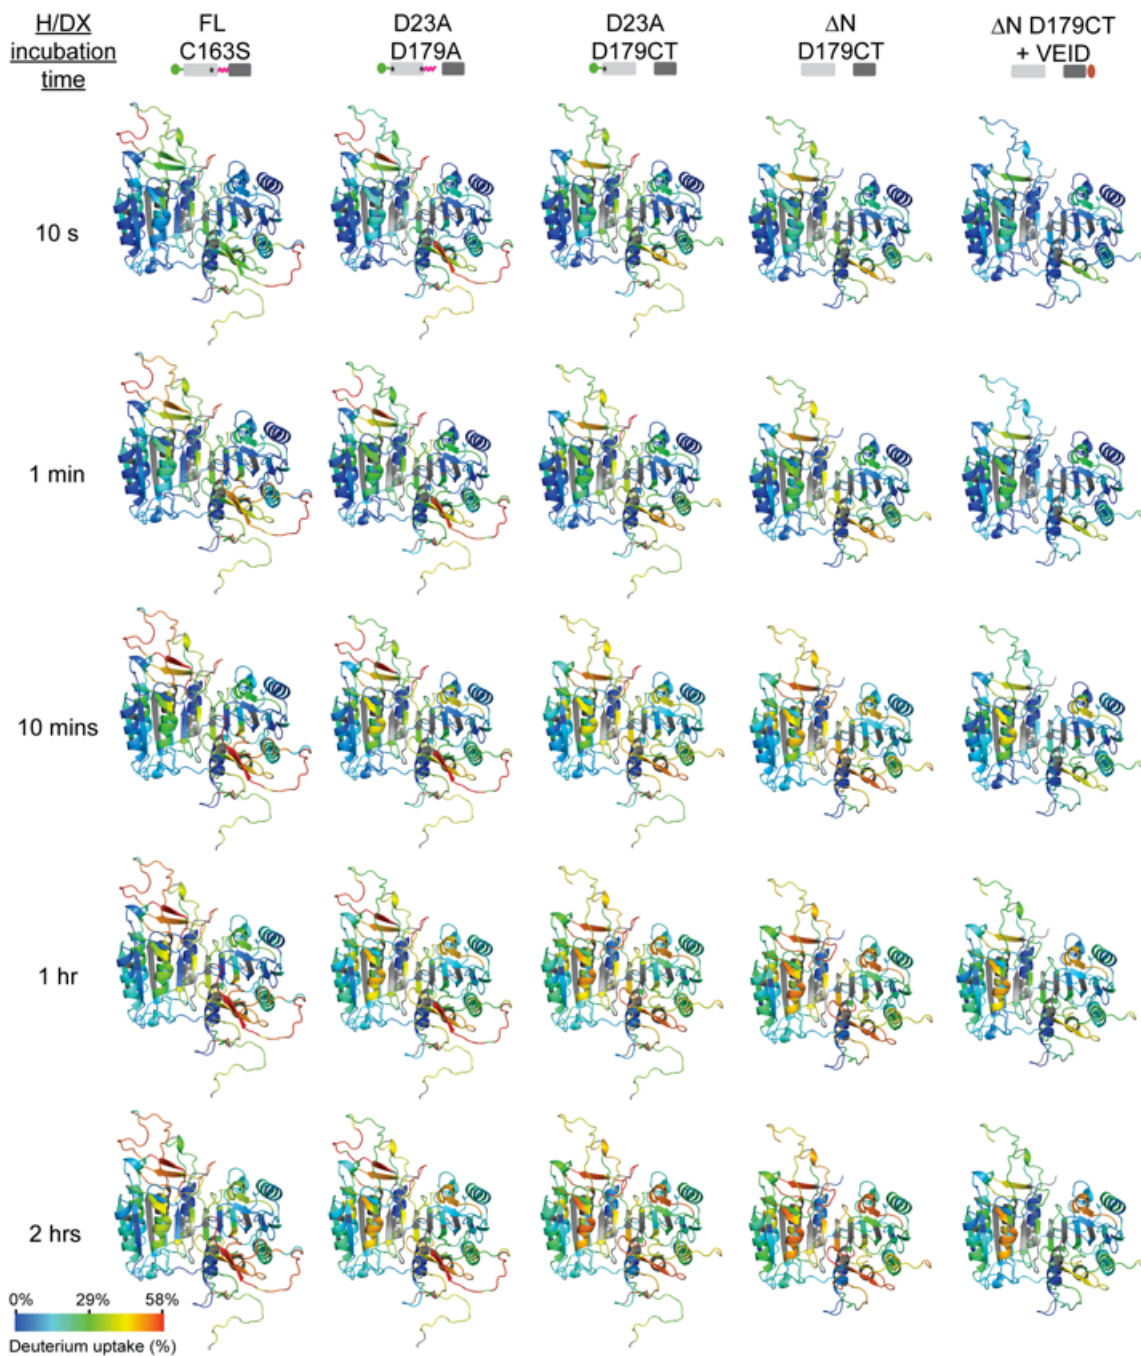 H/DX
incubation
time
FL
C163S
D23A
D179A
D23A
D179CT
ΔN
D179CT
ΔN D179CT
+ VEID
10 s
1 min
10 mins
1 hr
2 hrs
0% 29% 58%
Deuterium uptake (%)